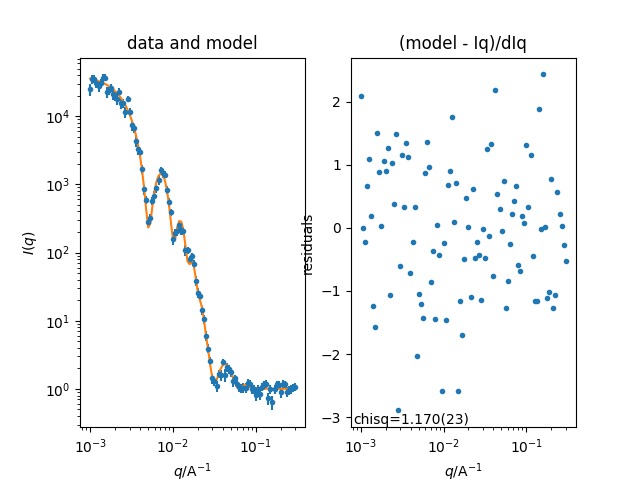 data and model
(model - Iq)/dIq
10⁴
10³
10²
10¹
10⁰
I(q)
10⁻³
10⁻²
10⁻¹
q/A⁻¹
2
1
0
−1
−2
−3
residuals
chisq=1.170(23)
10⁻³
10⁻²
10⁻¹
q/A⁻¹